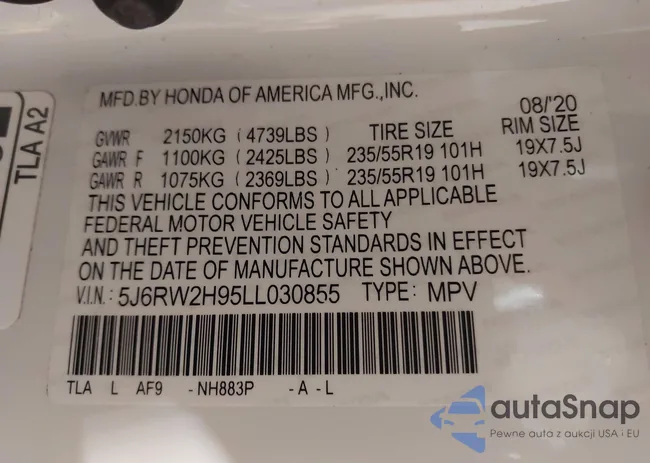 TLA A2
MFD.BY HONDA OF AMERICA MFG.,INC. 08/'20
GVWR 2150KG (4739LBS) TIRE SIZE RIM SIZE
GAWR F 1100KG (2425LBS) 235/55R19 101H 19X7.5J
GAWR R 1075KG (2369LBS) 235/55R19 101H 19X7.5J
THIS VEHICLE CONFORMS TO ALL APPLICABLE
FEDERAL MOTOR VEHICLE SAFETY
AND THEFT PREVENTION STANDARDS IN EFFECT
ON THE DATE OF MANUFACTURE SHOWN ABOVE.
V.I.N.: 5J6RW2H95LL030855 TYPE: MPV
TLA L AF9 -NH883P -A-L
autaSnap
Pewne auta z aukcji USA i EU